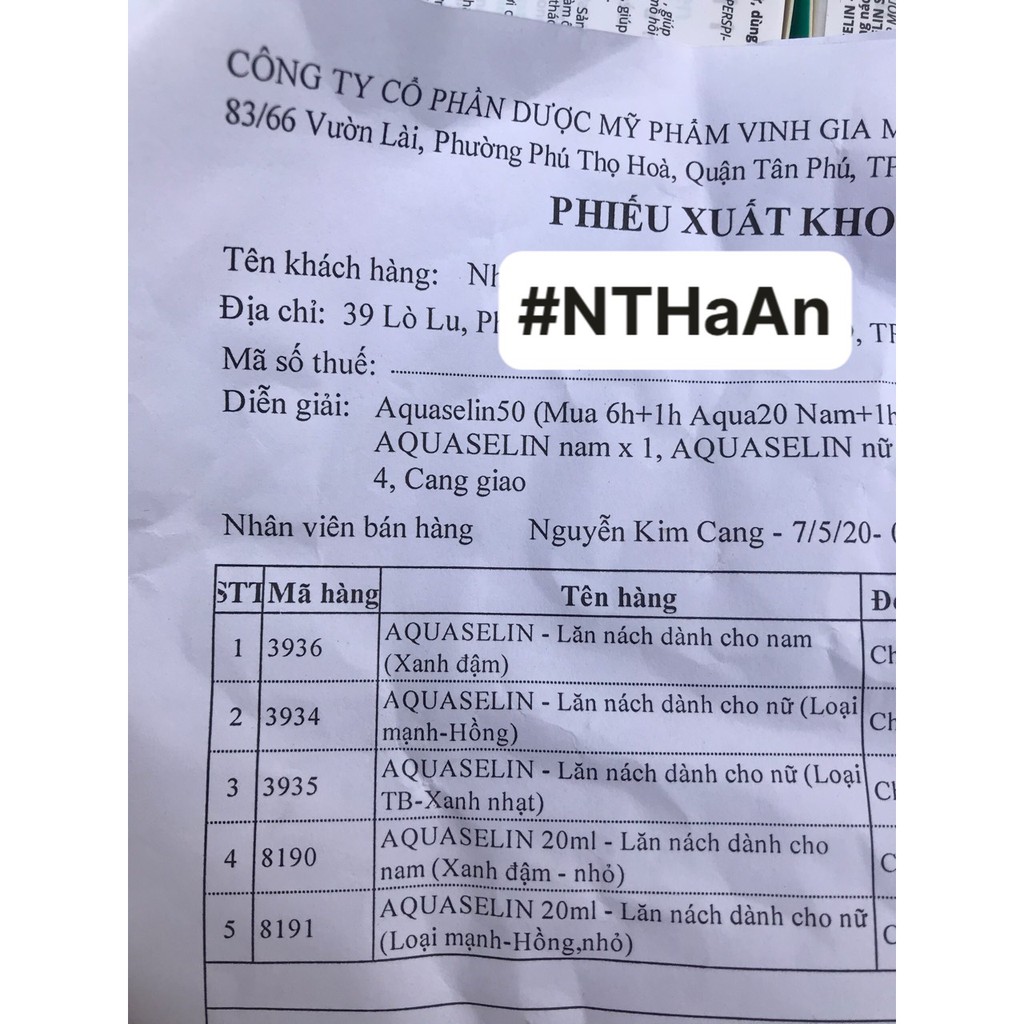 CÔNG TY CỔ PHẦN DƯỢC MỸ PHẨM VINH GIA
83/66 Vườn Lài, Phường Phú Thọ Hoà, Quận Tân Phú, TP
PHIẾU XUẤT KHO
Tên khách hàng: Nh
#NTHaAn
Địa chỉ: 39 Lò Lu, Ph , TP
Mã số thuế:
Diễn giải: Aquaselin50 (Mua 6h+1h Aqua20 Nam+1h
AQUASELIN nam x 1, AQUASELIN nữ
4, Cang giao
Nhân viên bán hàng Nguyễn Kim Cang - 7/5/20-
STT Mã hàng Tên hàng
1 3936 AQUASELIN - Lăn nách dành cho nam
(Xanh đậm)
2 3934 AQUASELIN - Lăn nách dành cho nữ (Loại
mạnh-Hồng)
3 3935 AQUASELIN - Lăn nách dành cho nữ (Loại
TB-Xanh nhạt)
4 8190 AQUASELIN 20ml - Lăn nách dành cho
nam (Xanh đậm - nhỏ)
5 8191 AQUASELIN 20ml - Lăn nách dành cho nữ
(Loại mạnh-Hồng,nhỏ)